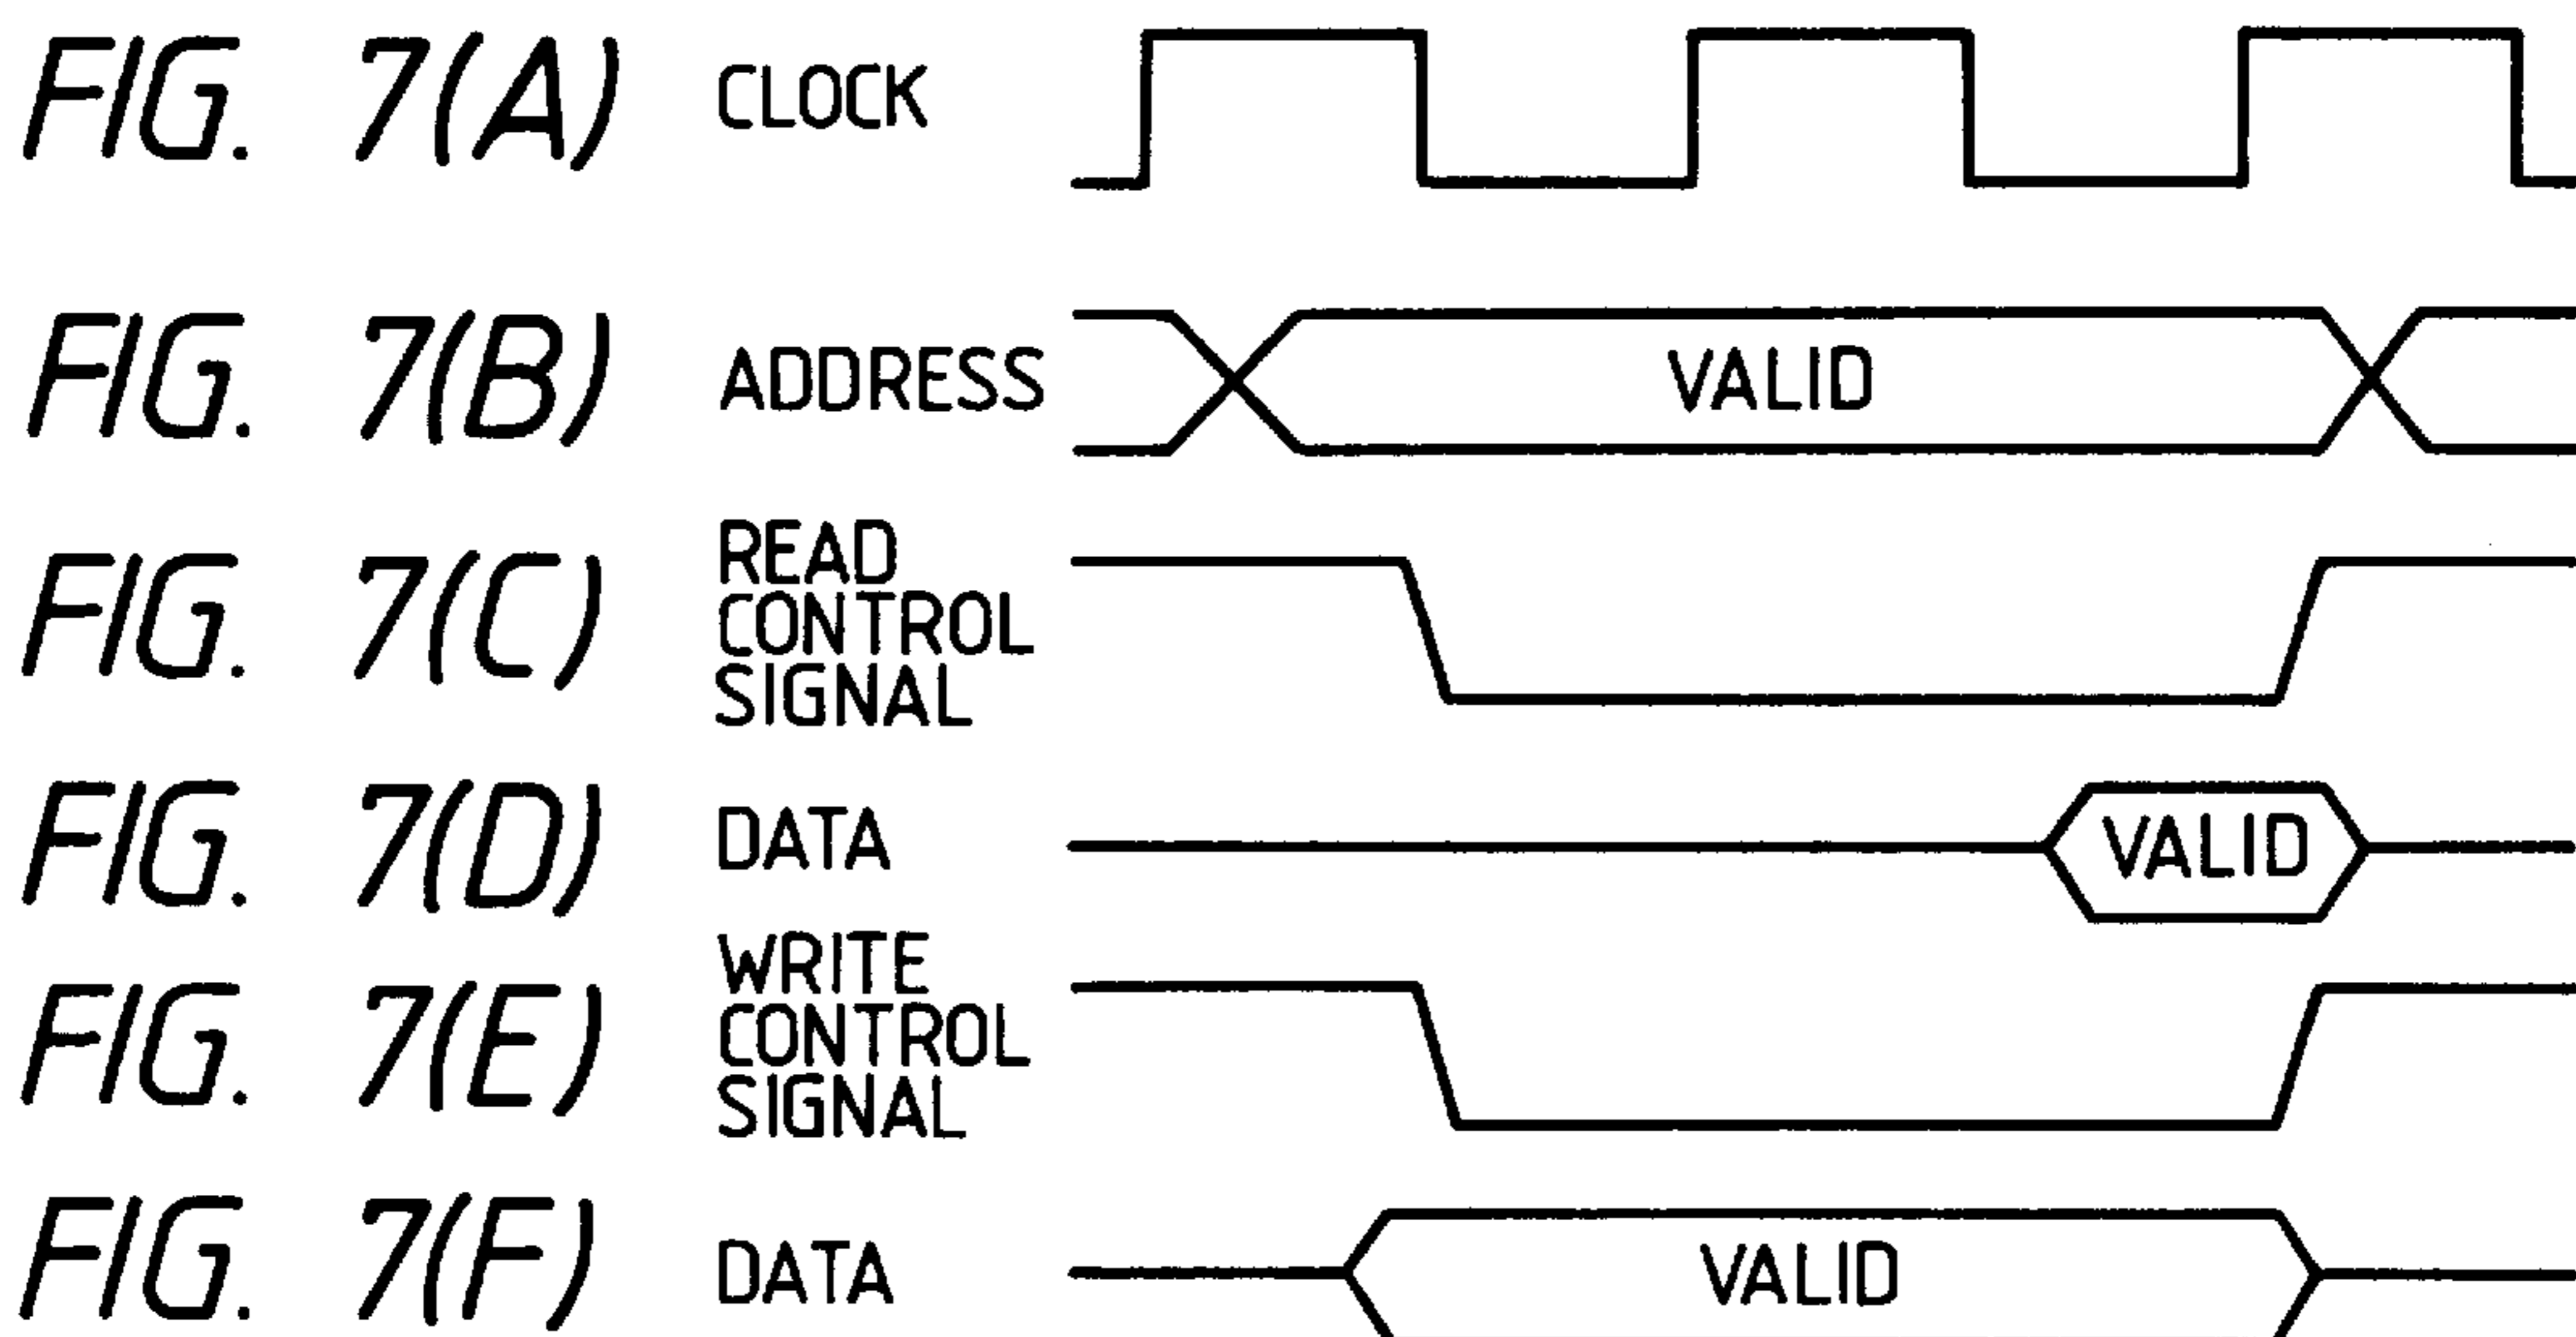 FIG. 7(A) CLOCK
FIG. 7(B) ADDRESS VALID
FIG. 7(C) READ
CONTROL
SIGNAL
FIG. 7(D) DATA VALID
FIG. 7(E) WRITE
CONTROL
SIGNAL
FIG. 7(F) DATA VALID